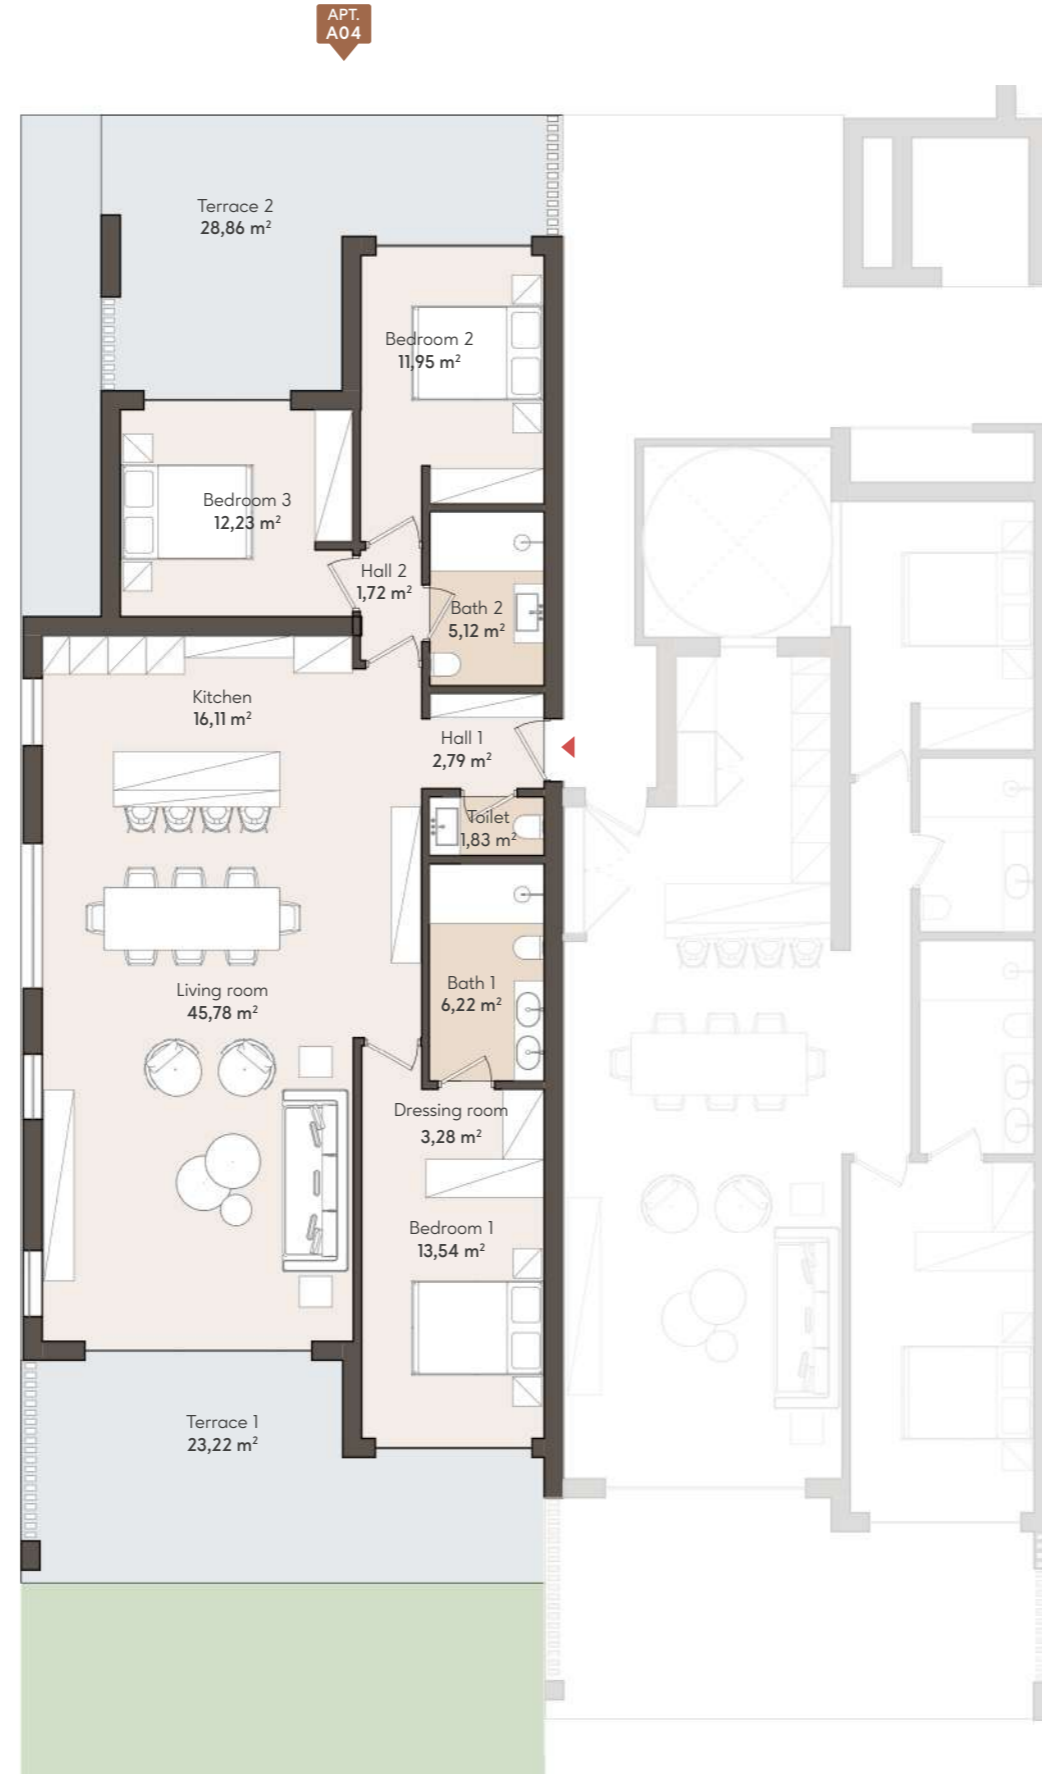 APT.
A04
Terrace 2
28,86 m²
Bedroom 2
11,95 m²
Bedroom 3
12,23 m²
Hall 2
1,72 m²
Bath 2
5,12 m²
Kitchen
16,11 m²
Hall 1
2,79 m²
Toilet
1,83 m²
Living room
45,78 m²
Bath 1
6,22 m²
Dressing room
3,28 m²
Bedroom 1
13,54 m²
Terrace 1
23,22 m²